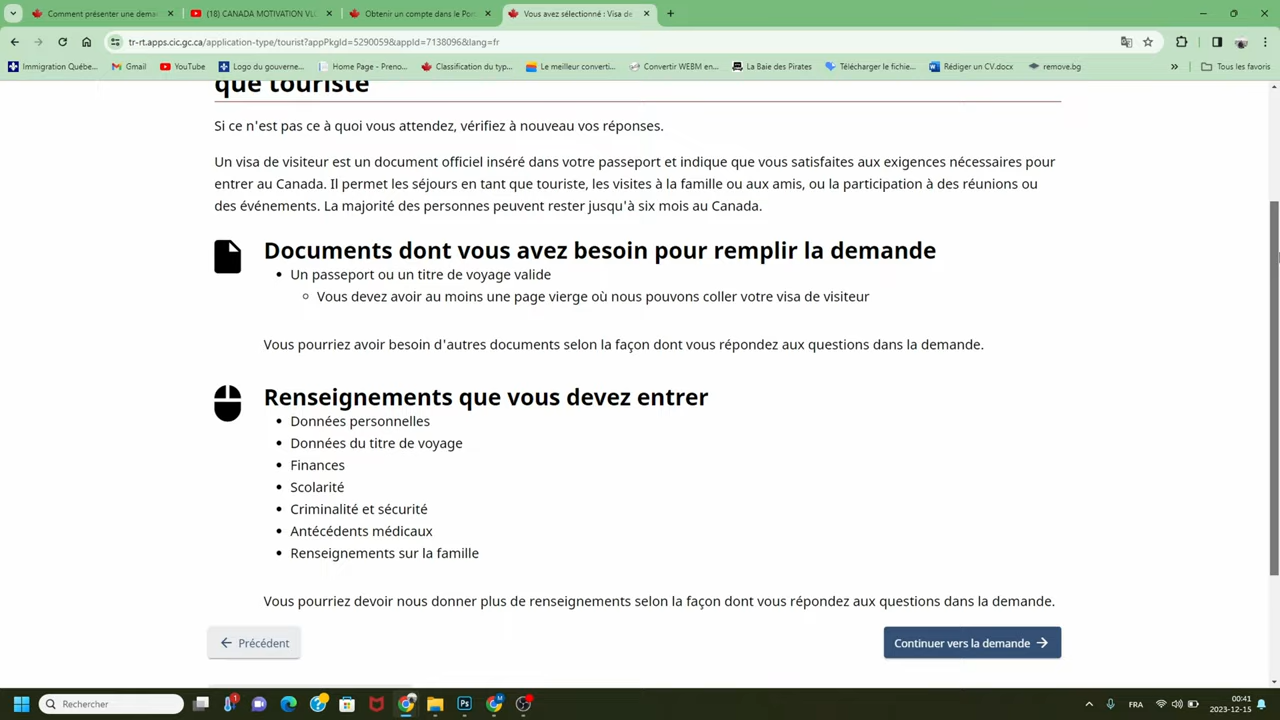 Comment présenter une dema
(18) CANADA MOTIVATION VL
Obtenir un compte dans le Por
Vous avez sélectionné : Visa de
tr-rt.apps.cic.gc.ca/application-type/tourist?appPkgId=5290059&appId=7138096&lang=fr
Immigration Québe...
Gmail
YouTube
Logo du gouverne...
Home Page - Preno...
Classification du typ...
Le meilleur converti...
Convertir WEBM en...
La Baie des Pirates
Télécharger le fichie...
Rédiger un CV.docx
remove.bg
Tous les favoris
que touriste
Si ce n'est pas ce à quoi vous attendez, vérifiez à nouveau vos réponses.
Un visa de visiteur est un document officiel inséré dans votre passeport et indique que vous satisfaites aux exigences nécessaires pour
entrer au Canada. Il permet les séjours en tant que touriste, les visites à la famille ou aux amis, ou la participation à des réunions ou
des événements. La majorité des personnes peuvent rester jusqu'à six mois au Canada.
Documents dont vous avez besoin pour remplir la demande
Un passeport ou un titre de voyage valide
Vous devez avoir au moins une page vierge où nous pouvons coller votre visa de visiteur
Vous pourriez avoir besoin d'autres documents selon la façon dont vous répondez aux questions dans la demande.
Renseignements que vous devez entrer
Données personnelles
Données du titre de voyage
Finances
Scolarité
Criminalité et sécurité
Antécédents médicaux
Renseignements sur la famille
Vous pourriez devoir nous donner plus de renseignements selon la façon dont vous répondez aux questions dans la demande.
Précédent
Continuer vers la demande
Rechercher
FRA
00:41
2023-12-15